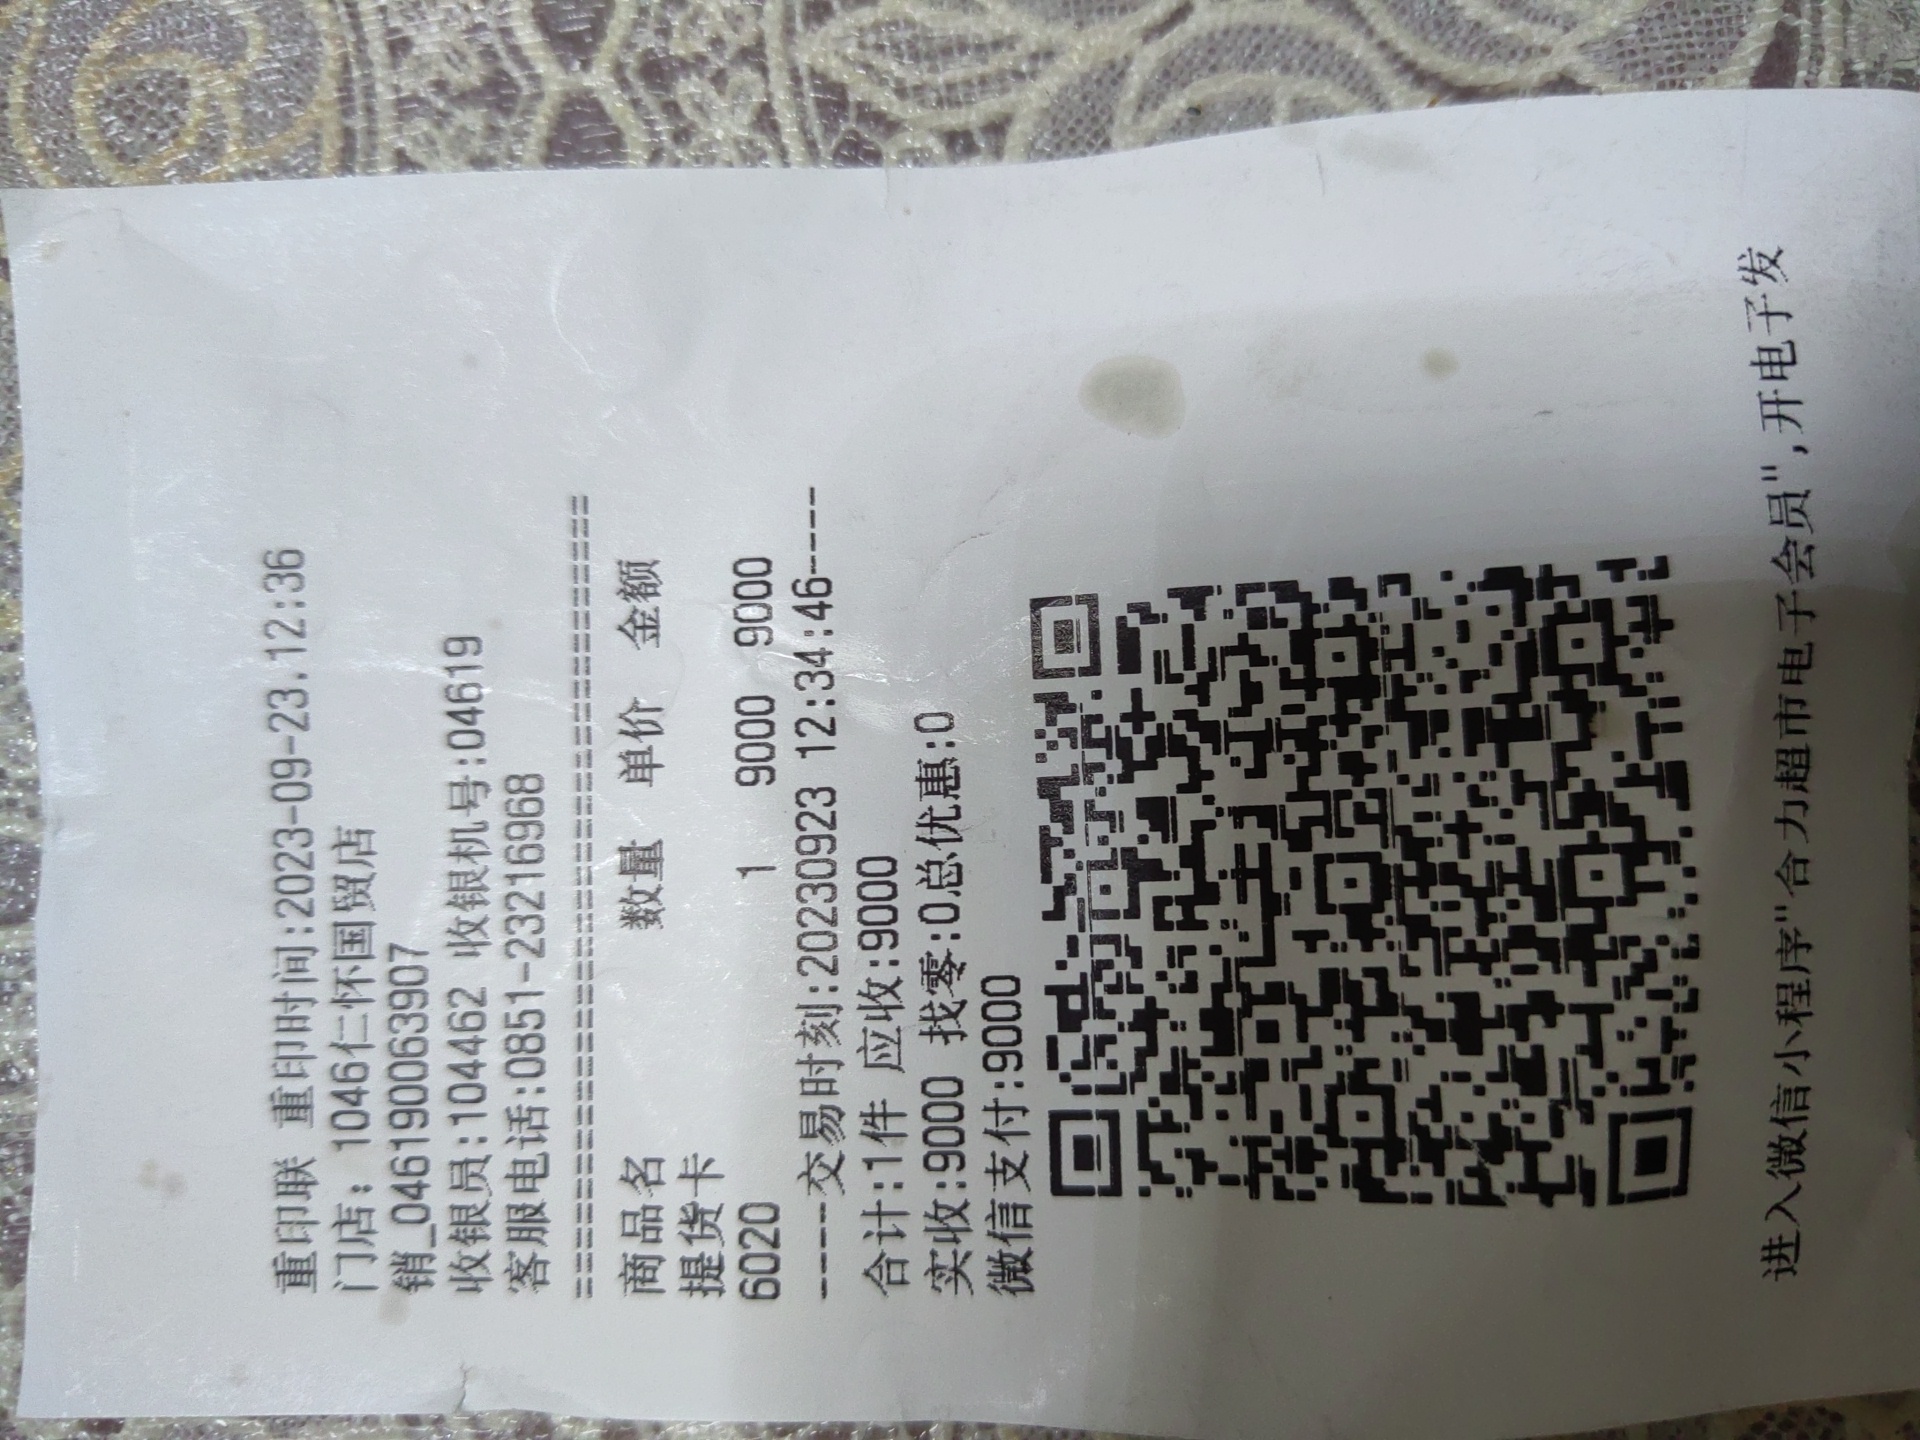 重印联 重印时间:2023-09-23.12:36
门店: 1046仁怀国贸店
销_046190063907
收银员:104462 收银机号:04619
客服电话:0851-23216968
================================
商品名 数量 单价 金额
提货卡
6020 1 9000 9000
-----交易时刻:20230923 12:34:46-----
合计:1件 应收:9000
实收:9000 找零:0总优惠:0
微信支付:9000
进入微信小程序"合力超市电子会员",开电子发